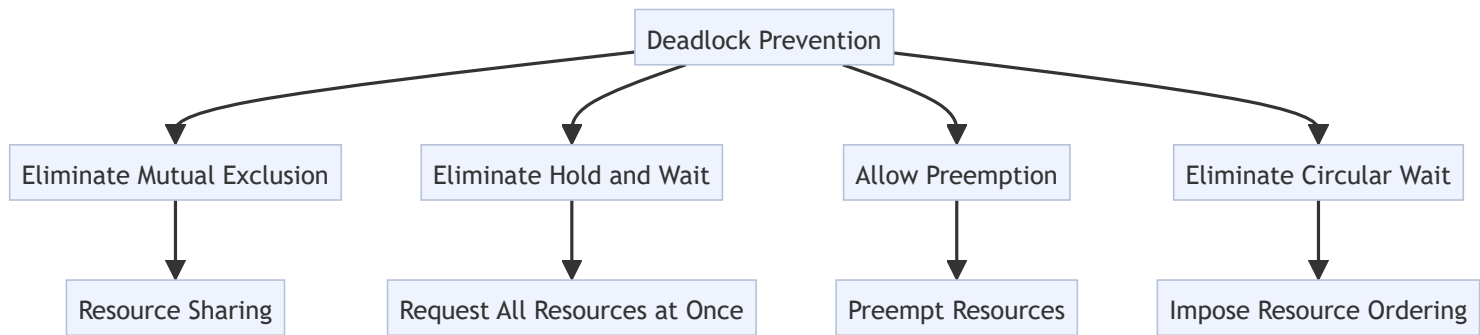 Deadlock Prevention
Eliminate Mutual Exclusion
Eliminate Hold and Wait
Allow Preemption
Eliminate Circular Wait
Resource Sharing
Request All Resources at Once
Preempt Resources
Impose Resource Ordering